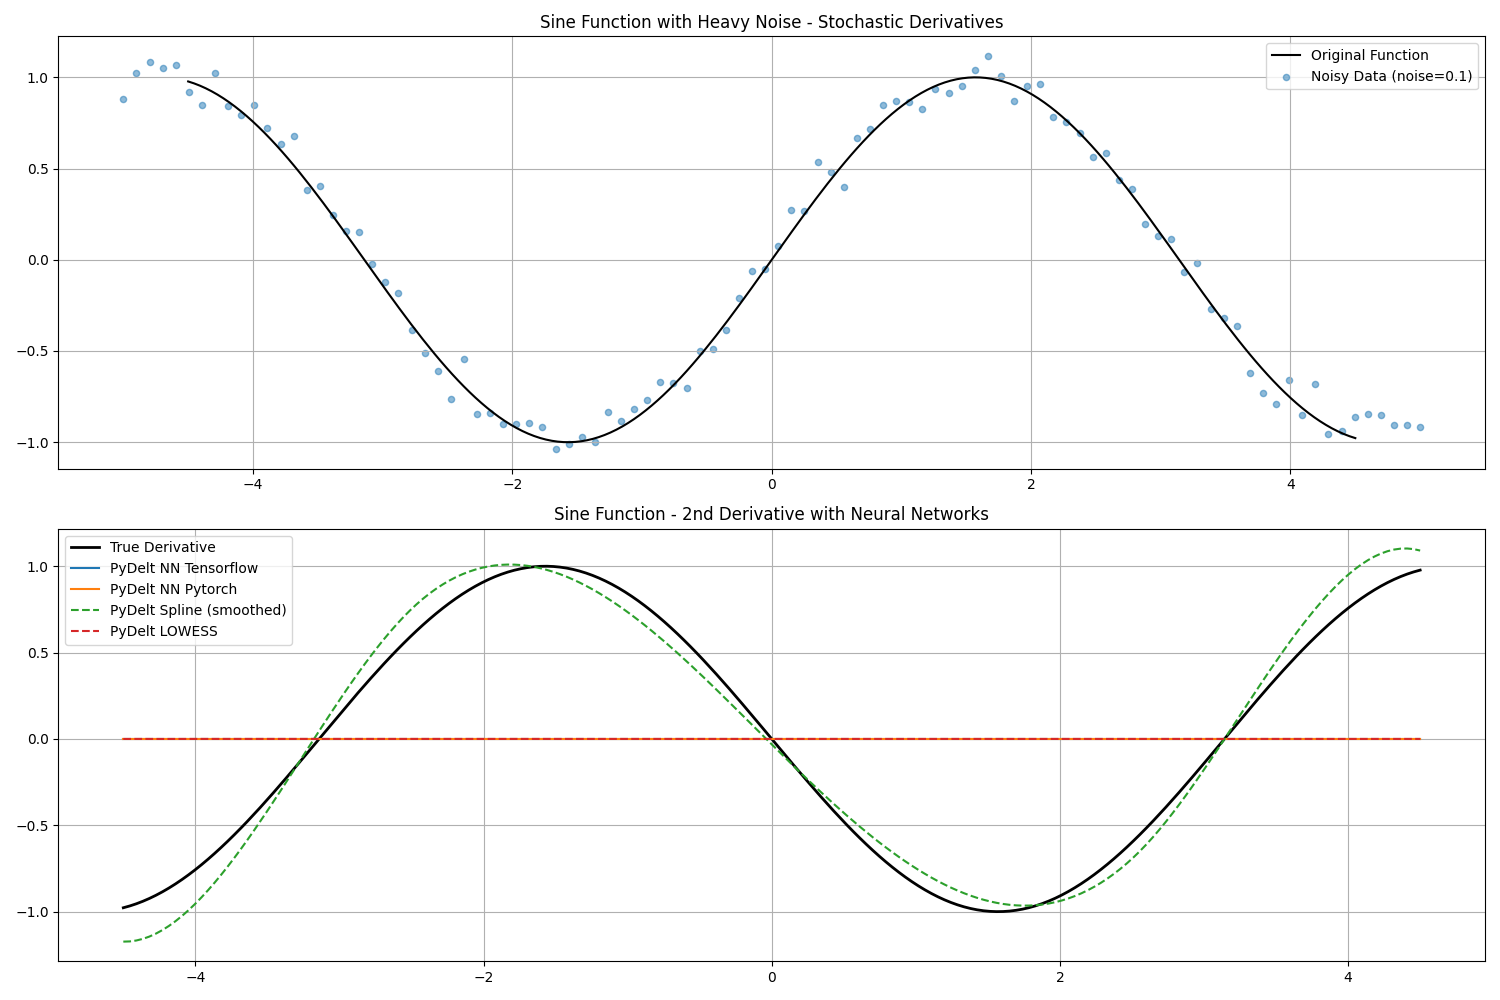 Sine Function with Heavy Noise - Stochastic Derivatives
Original Function
Noisy Data (noise=0.1)
1.0
0.5
0.0
−0.5
−1.0
−4
−2
0
2
4
Sine Function - 2nd Derivative with Neural Networks
True Derivative
PyDelt NN Tensorflow
PyDelt NN Pytorch
PyDelt Spline (smoothed)
PyDelt LOWESS
1.0
0.5
0.0
−0.5
−1.0
−4
−2
0
2
4